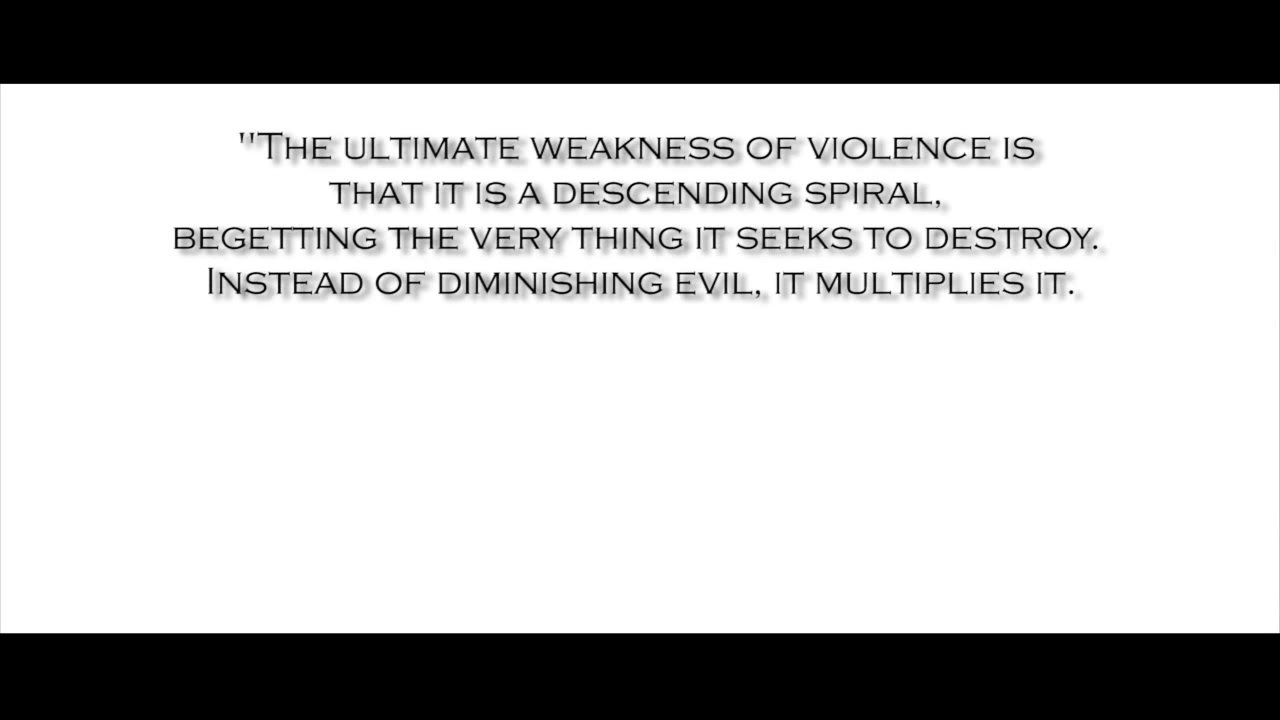 "The ultimate weakness of violence is
that it is a descending spiral,
begetting the very thing it seeks to destroy.
Instead of diminishing evil, it multiplies it.